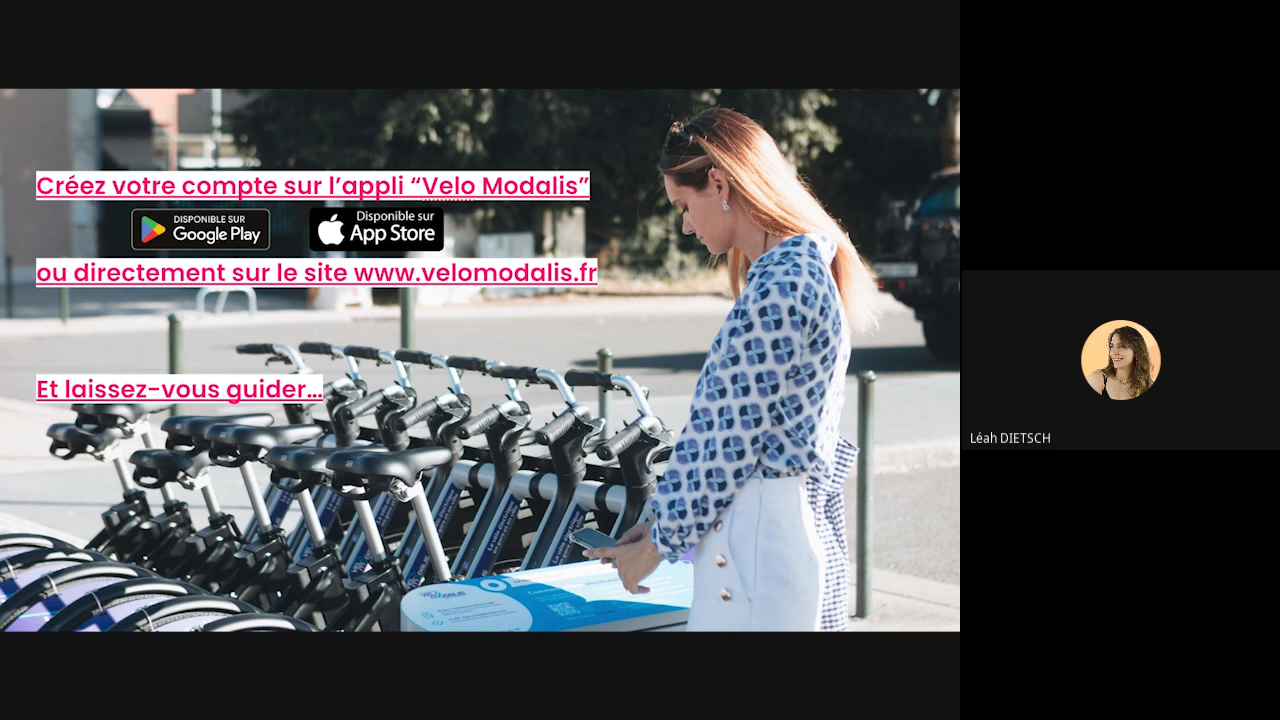 Créez votre compte sur l’appli “Velo Modalis”
DISPONIBLE SUR
Google Play
Disponible sur
App Store
ou directement sur le site www.velomodalis.fr
Et laissez-vous guider...
Léah DIETSCH